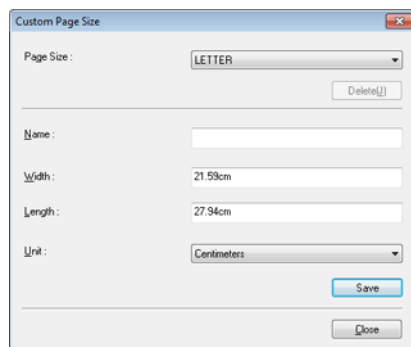 Custom Page Size
Page Size :
LETTER
Delete(J)
Name :
Width :
21.59cm
Length :
27.94cm
Unit :
Centimeters
Save
Close